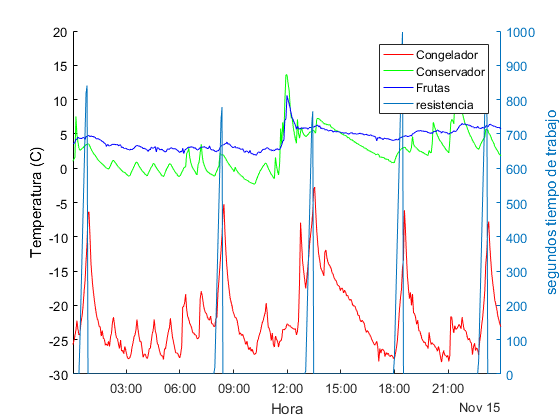 20
15
10
5
0
-5
-10
-15
-20
-25
-30
Temperatura (C)
1000
900
800
700
600
500
400
300
200
100
0
segundos tiempo de trabajo
Congelador
Conservador
Frutas
resistencia
03:00 06:00 09:00 12:00 15:00 18:00 21:00
Hora
Nov 15